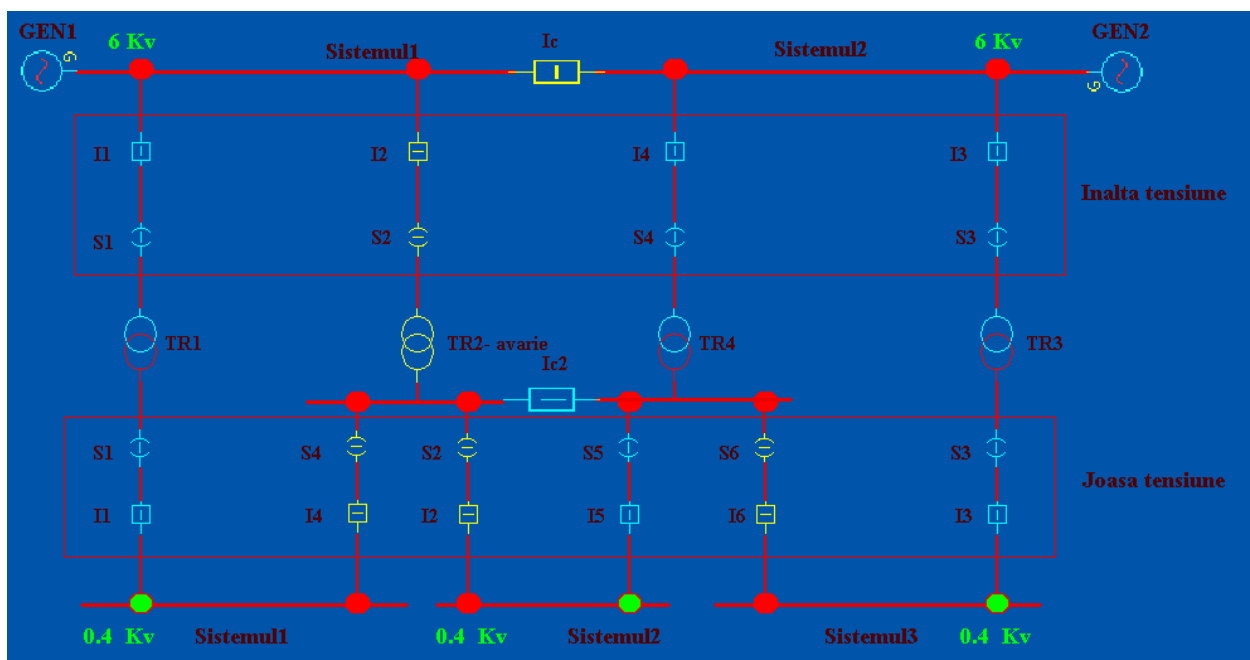 GEN1
6 Kv
Sistemul1
Ic
Sistemul2
6 Kv
GEN2
G
G
I1
I2
I4
I3
Inalta tensiune
S1
S2
S4
S3
TR1
TR2- avarie
TR4
TR3
Ic2
S1
S4
S2
S5
S6
S3
Joasa tensiune
I1
I4
I2
I5
I6
I3
0.4 Kv
Sistemul1
0.4 Kv
Sistemul2
Sistemul3
0.4 Kv